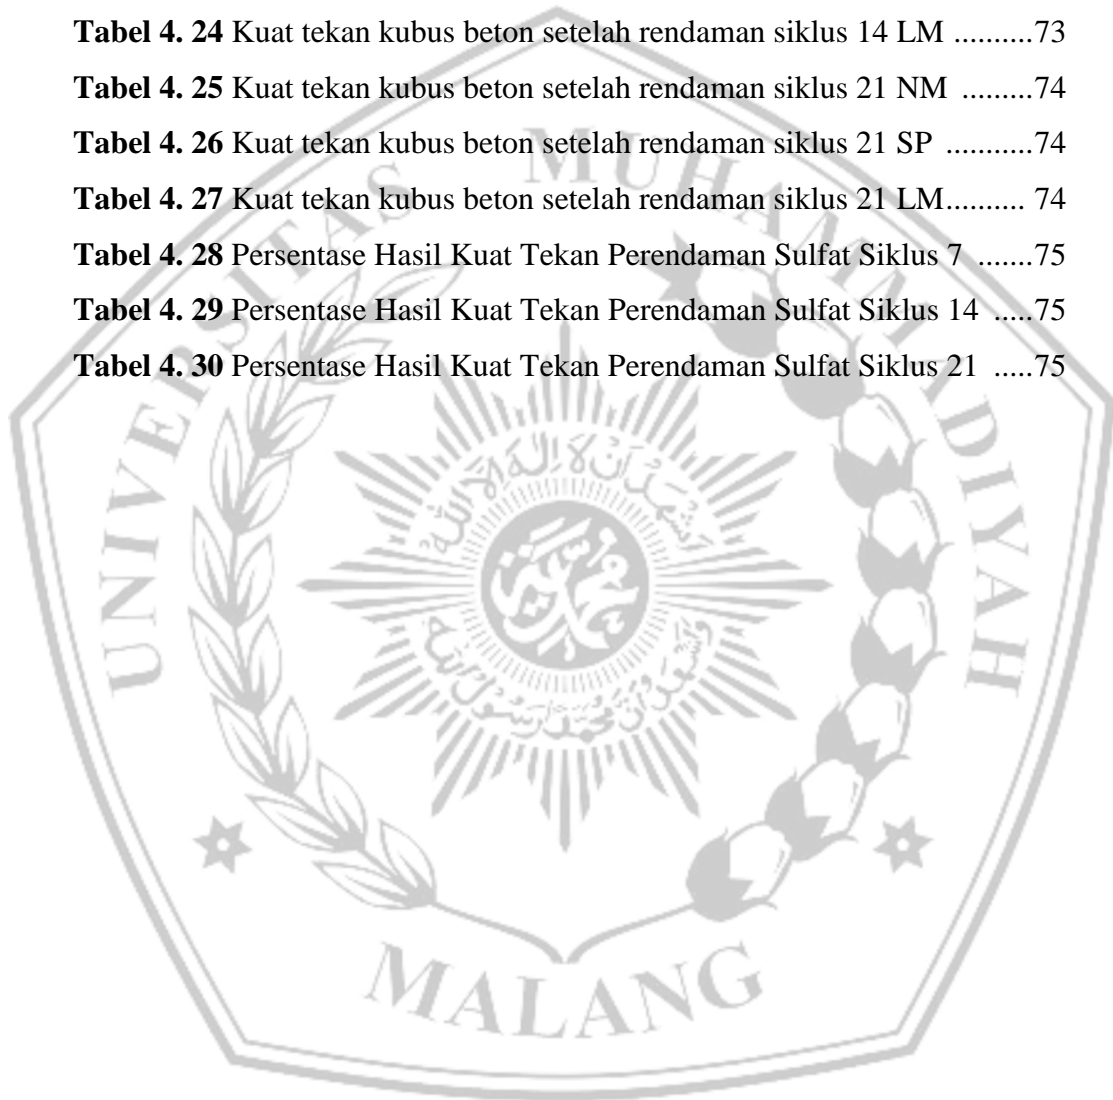 Tabel 4. 24 Kuat tekan kubus beton setelah rendaman siklus 14 LM ..........73
Tabel 4. 25 Kuat tekan kubus beton setelah rendaman siklus 21 NM .........74
Tabel 4. 26 Kuat tekan kubus beton setelah rendaman siklus 21 SP ...........74
Tabel 4. 27 Kuat tekan kubus beton setelah rendaman siklus 21 LM.......... 74
Tabel 4. 28 Persentase Hasil Kuat Tekan Perendaman Sulfat Siklus 7 .......75
Tabel 4. 29 Persentase Hasil Kuat Tekan Perendaman Sulfat Siklus 14 .....75
Tabel 4. 30 Persentase Hasil Kuat Tekan Perendaman Sulfat Siklus 21 .....75
UNIVERSITAS MUHAMMADIYAH
MALANG